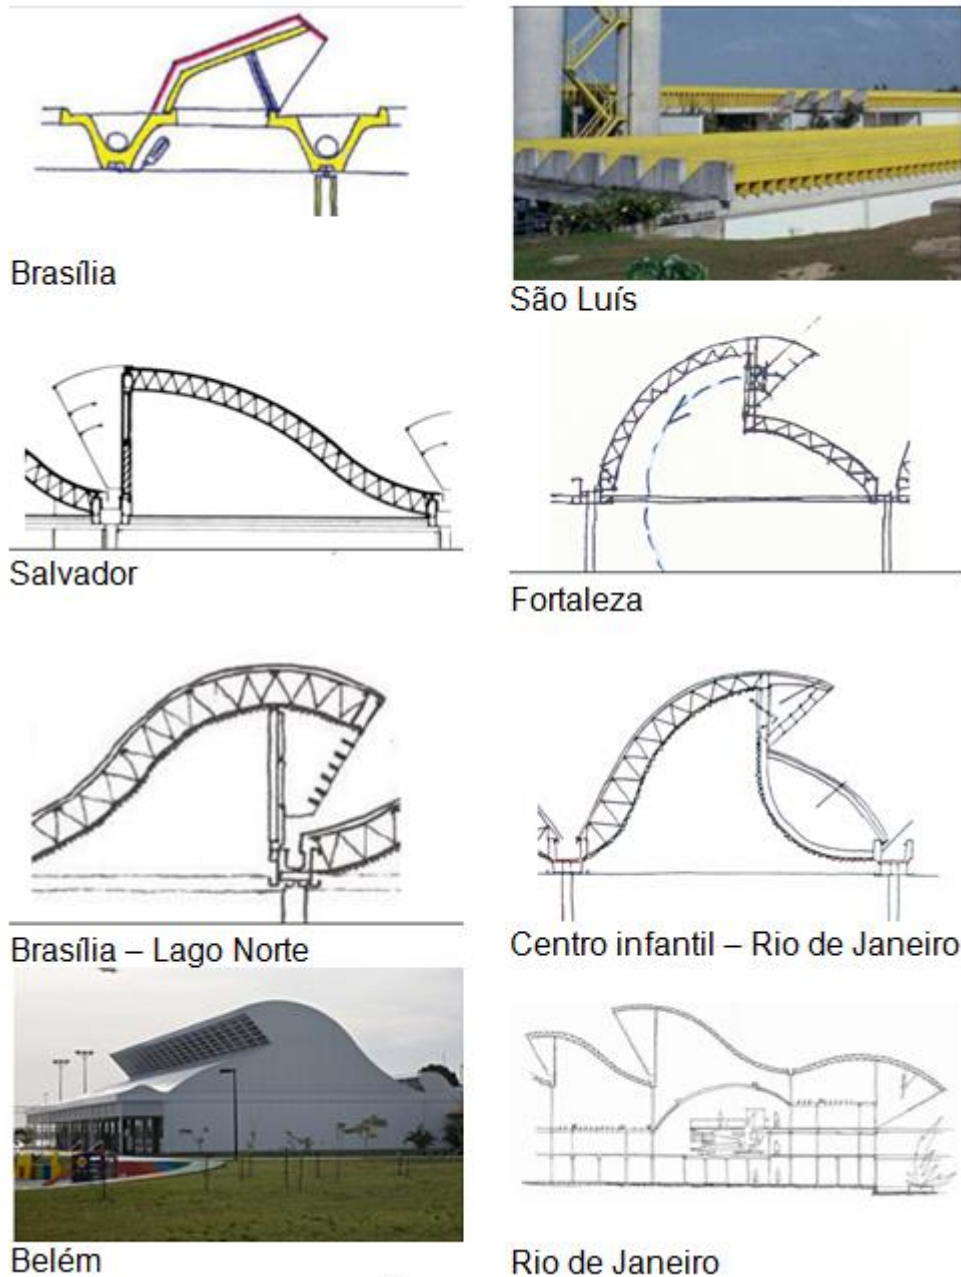 Brasília
São Luís
Salvador
Fortaleza
Brasília – Lago Norte
Centro infantil – Rio de Janeiro
Belém
Rio de Janeiro